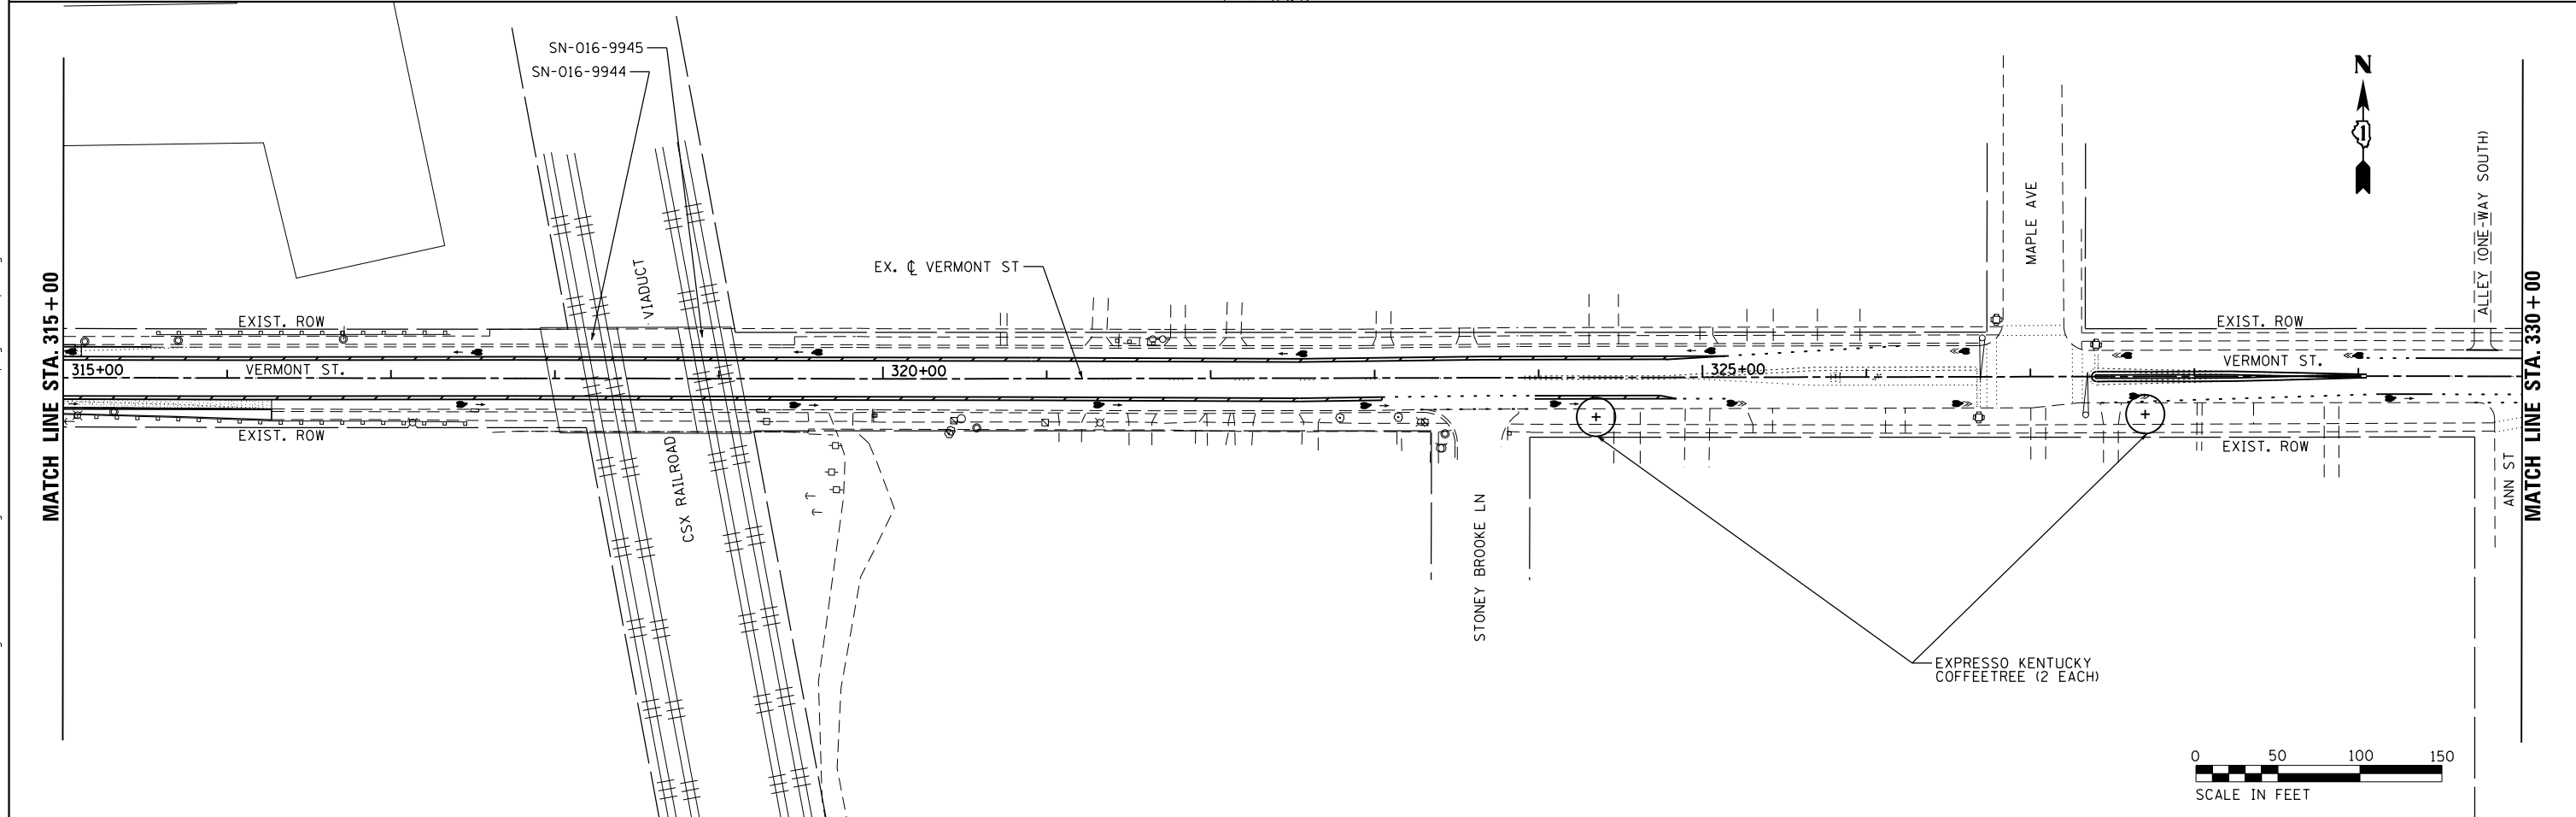 SN-016-9945
SN-016-9944
N
1
MATCH LINE STA. 315+00
EXIST. ROW
VIADUCT
EX. ℄ VERMONT ST
MAPLE AVE
EXIST. ROW
ALLEY (ONE-WAY SOUTH)
MATCH LINE STA. 330+00
315+00
VERMONT ST.
320+00
325+00
VERMONT ST.
EXIST. ROW
CSX RAILROAD
STONEY BROOKE LN
EXIST. ROW
ANN ST
EXPRESSO KENTUCKY
COFFEETREE (2 EACH)
0 50 100 150
SCALE IN FEET